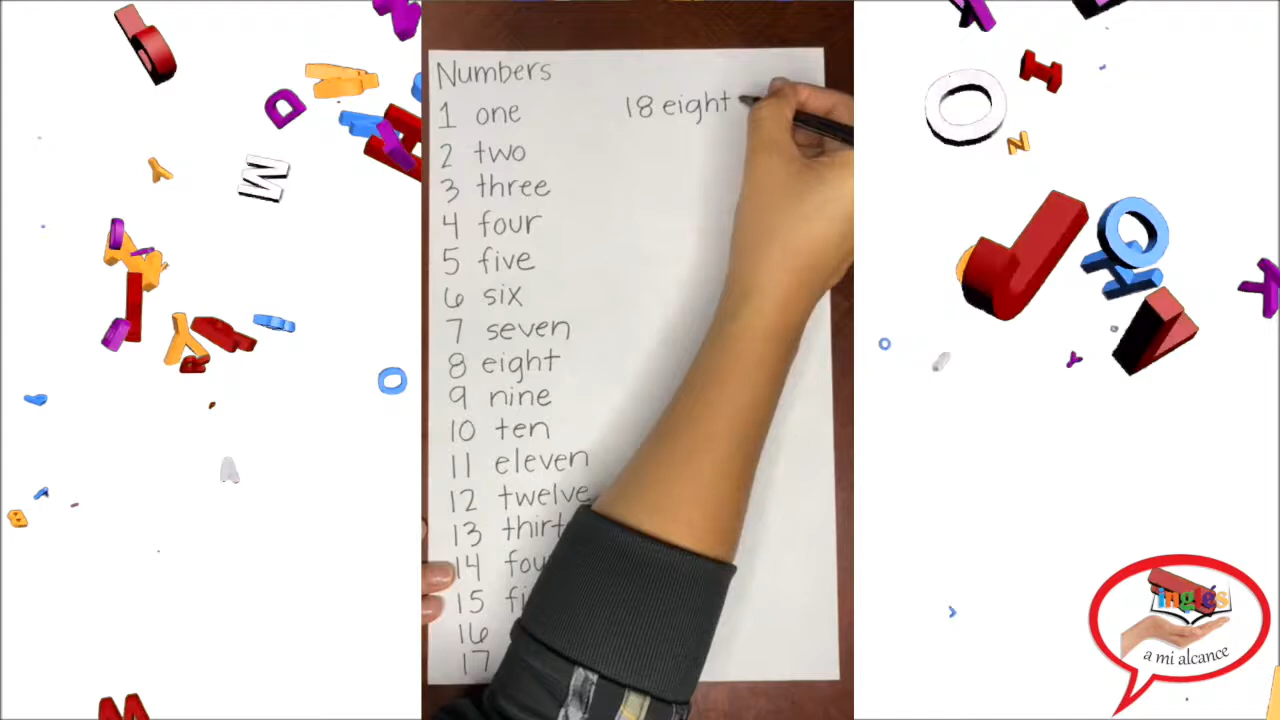 Numbers
1 one
2 two
3 three
4 four
5 five
6 six
7 seven
8 eight
9 nine
10 ten
11 eleven
12 twelve
13
14
15
16
17
18 eight
inglés
a mi alcance